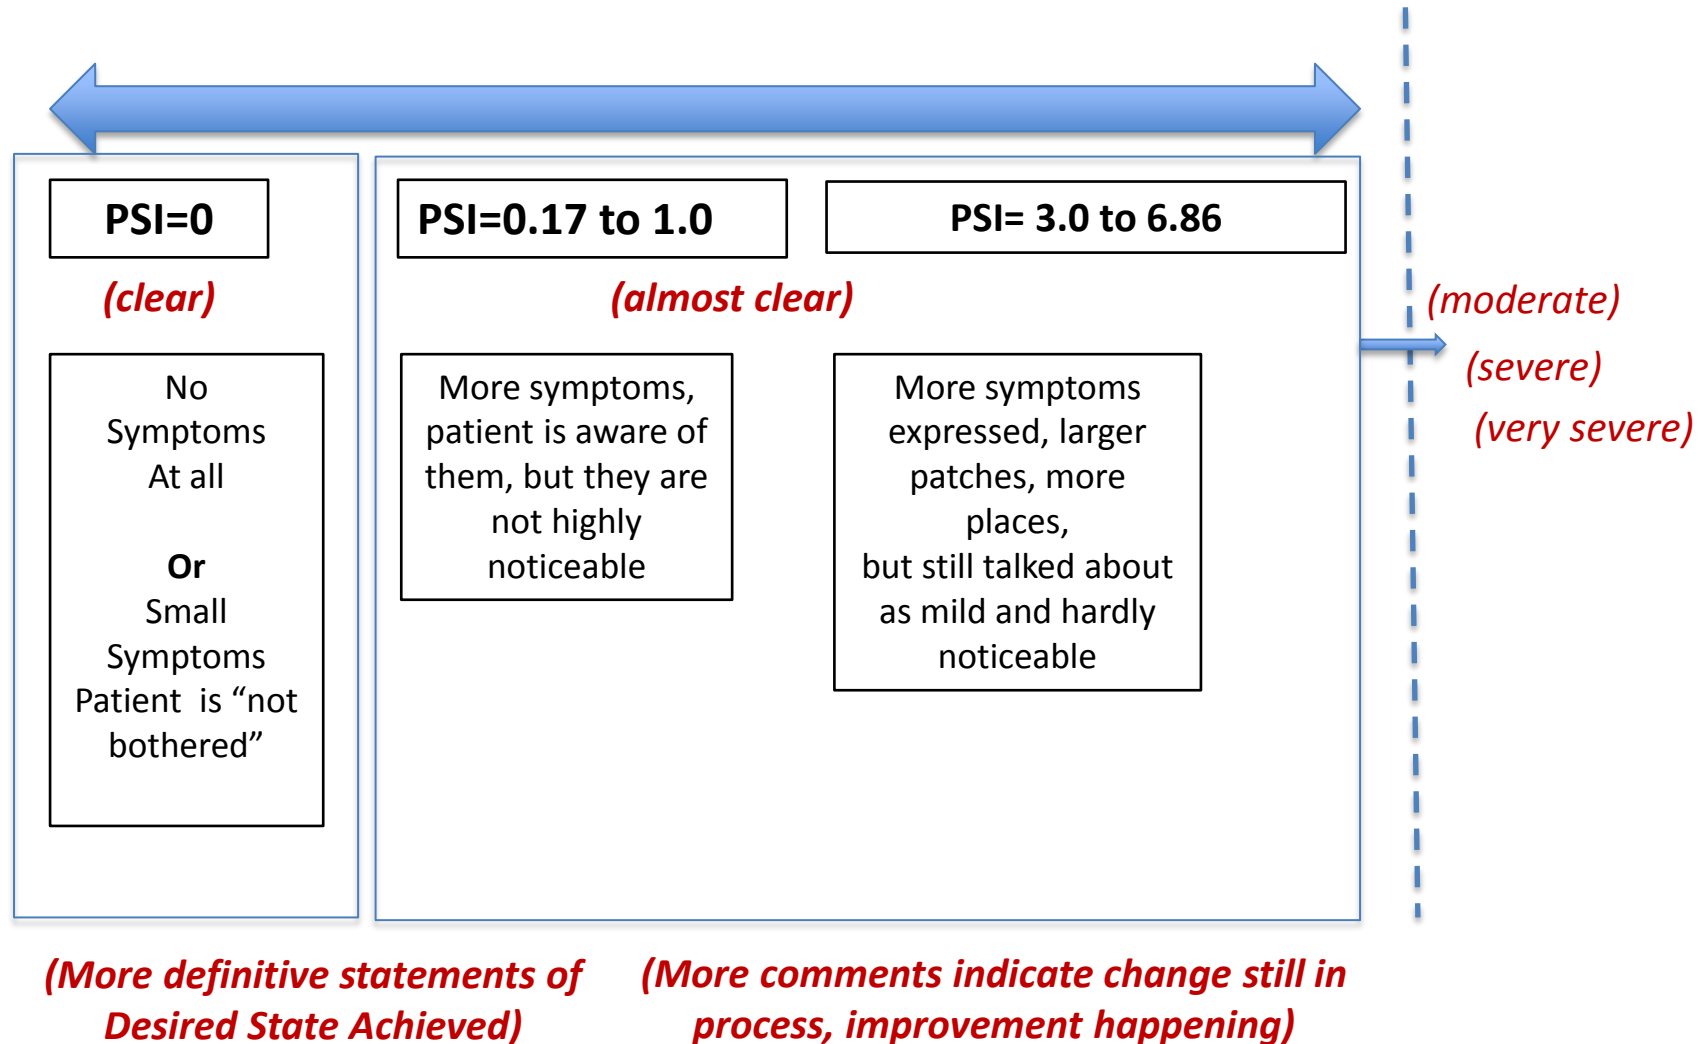 PSI=0
(clear)
No
Symptoms
At all
Or
Small
Symptoms
Patient is “not
bothered”
PSI=0.17 to 1.0
PSI= 3.0 to 6.86
(almost clear)
More symptoms,
patient is aware of
them, but they are
not highly
noticeable
More symptoms
expressed, larger
patches, more
places,
but still talked about
as mild and hardly
noticeable
(moderate)
(severe)
(very severe)
(More definitive statements of
Desired State Achieved)
(More comments indicate change still in
process, improvement happening)